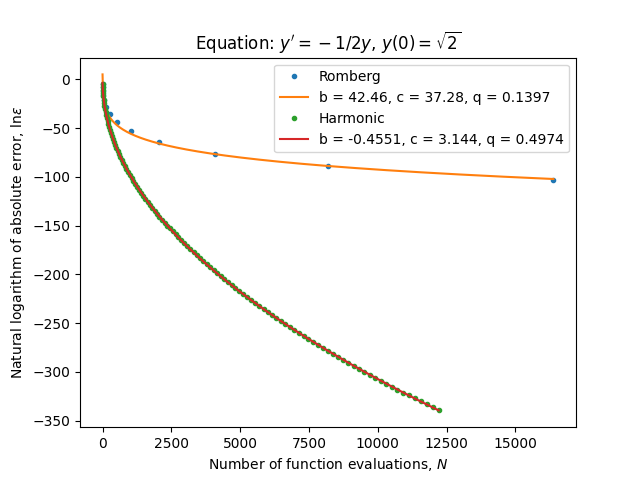 Equation: y′ = −1/2y, y(0) = √2
Romberg
b = 42.46, c = 37.28, q = 0.1397
Harmonic
b = -0.4551, c = 3.144, q = 0.4974
Natural logarithm of absolute error, lnε
0
−50
−100
−150
−200
−250
−300
−350
0 2500 5000 7500 10000 12500 15000
Number of function evaluations, N